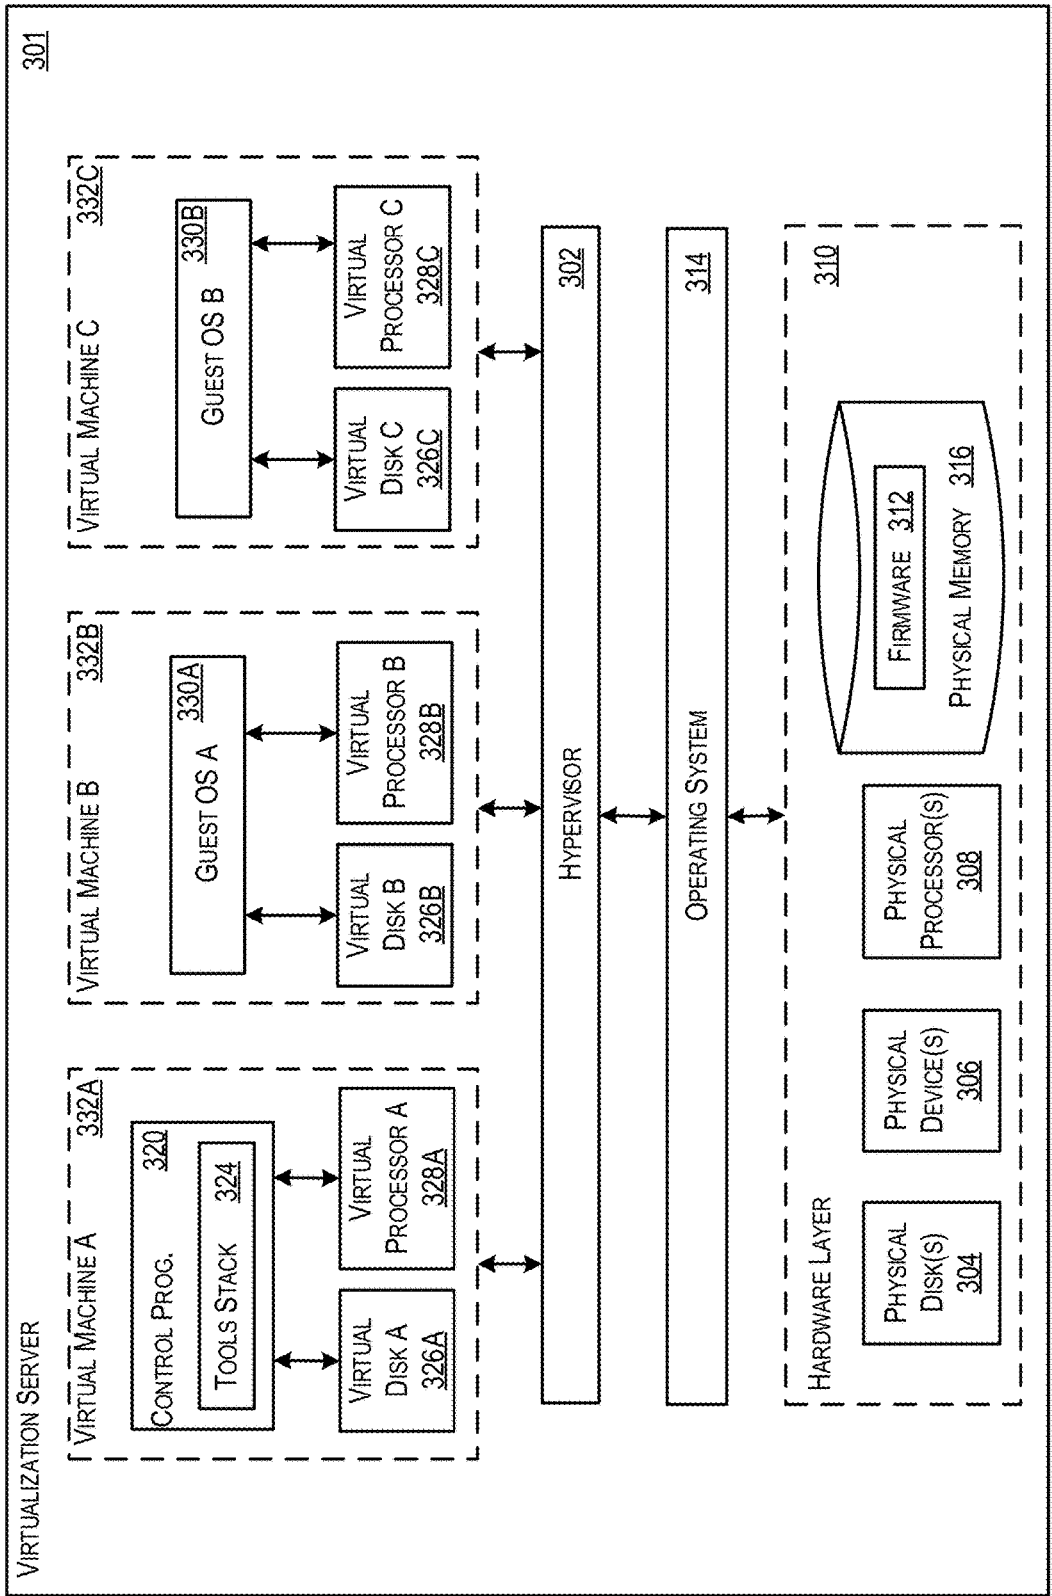 VIRTUALIZATION SERVER
301
VIRTUAL MACHINE A
332A
CONTROL PROG.
320
TOOLS STACK
324
VIRTUAL
DISK A
326A
VIRTUAL
PROCESSOR A
328A
VIRTUAL MACHINE B
332B
GUEST OS A
330A
VIRTUAL
DISK B
326B
VIRTUAL
PROCESSOR B
328B
VIRTUAL MACHINE C
332C
GUEST OS B
330B
VIRTUAL
DISK C
326C
VIRTUAL
PROCESSOR C
328C
HYPERVISOR
302
OPERATING SYSTEM
314
HARDWARE LAYER
310
PHYSICAL
DISK(S)
304
PHYSICAL
DEVICE(S)
306
PHYSICAL
PROCESSOR(S)
308
FIRMWARE 312
PHYSICAL MEMORY 316